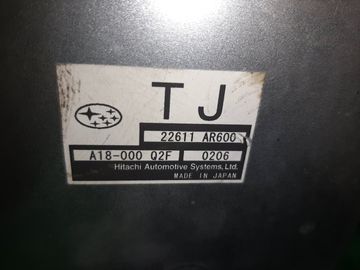 TJ
22611 AR600
A18-000 Q2F 0206
Hitachi Automotive Systems, Ltd.
MADE IN JAPAN